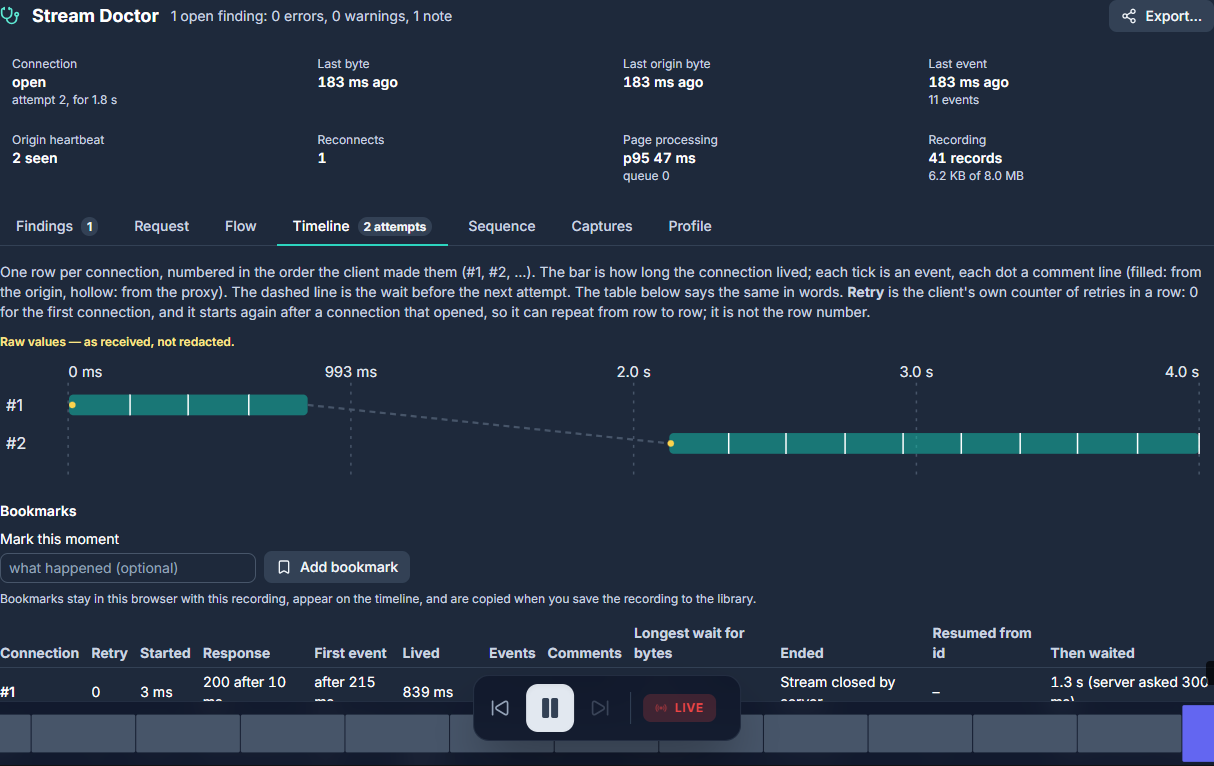 Stream Doctor 1 open finding: 0 errors, 0 warnings, 1 note
Export...
Connection
open
attempt 2, for 1.8 s
Last byte
183 ms ago
Last origin byte
183 ms ago
Last event
183 ms ago
11 events
Origin heartbeat
2 seen
Reconnects
1
Page processing
p95 47 ms
queue 0
Recording
41 records
6.2 KB of 8.0 MB
Findings 1 Request Flow Timeline 2 attempts Sequence Captures Profile
One row per connection, numbered in the order the client made them (#1, #2, ...). The bar is how long the connection lived; each tick is an event, each dot a comment line (filled: from
the origin, hollow: from the proxy). The dashed line is the wait before the next attempt. The table below says the same in words. Retry is the client's own counter of retries in a row: 0
for the first connection, and it starts again after a connection that opened, so it can repeat from row to row; it is not the row number.
Raw values — as received, not redacted.
0 ms 993 ms 2.0 s 3.0 s 4.0 s
#1
#2
Bookmarks
Mark this moment
what happened (optional)
Add bookmark
Bookmarks stay in this browser with this recording, appear on the timeline, and are copied when you save the recording to the library.
Connection Retry Started Response First event Lived Events Comments Longest wait for bytes Ended Resumed from id Then waited
#1 0 3 ms 200 after 10 after 215 839 ms Stream closed by – 1.3 s (server asked 300
LIVE